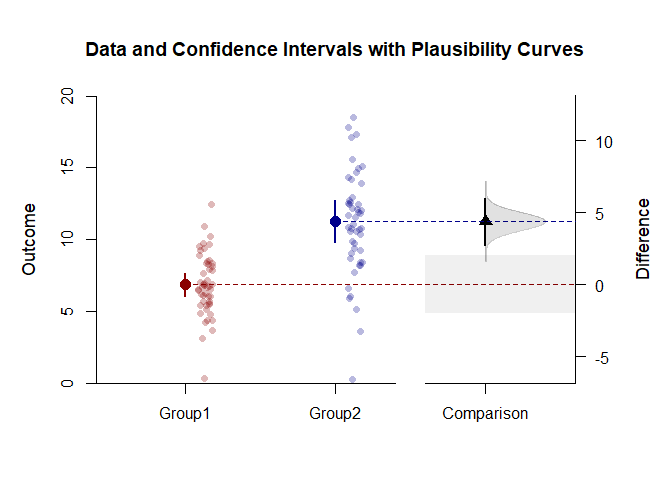 Data and Confidence Intervals with Plausibility Curves
Outcome
20
15
10
5
0
Group1
Group2
Comparison
10
5
0
-5
Difference